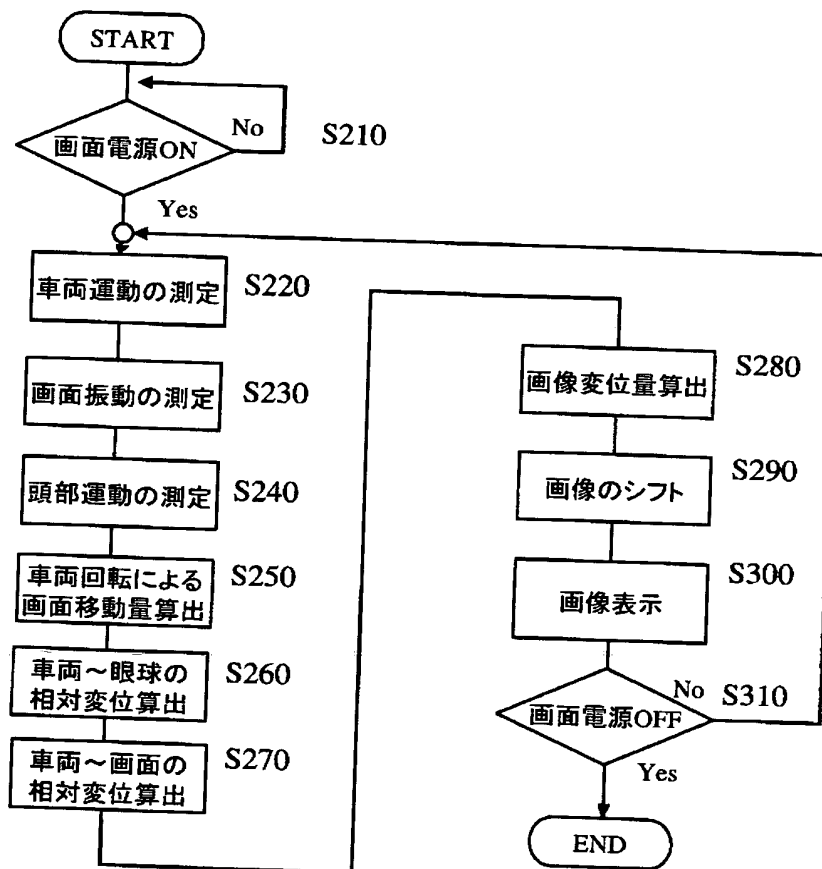 START
画面電源ON
No
S210
Yes
車両運動の測定
S220
画面振動の測定
S230
頭部運動の測定
S240
車両回転による
画面移動量算出
S250
車両～眼球の
相対変位算出
S260
車両～画面の
相対変位算出
S270
画像変位量算出
S280
画像のシフト
S290
画像表示
S300
画面電源OFF
No
S310
Yes
END